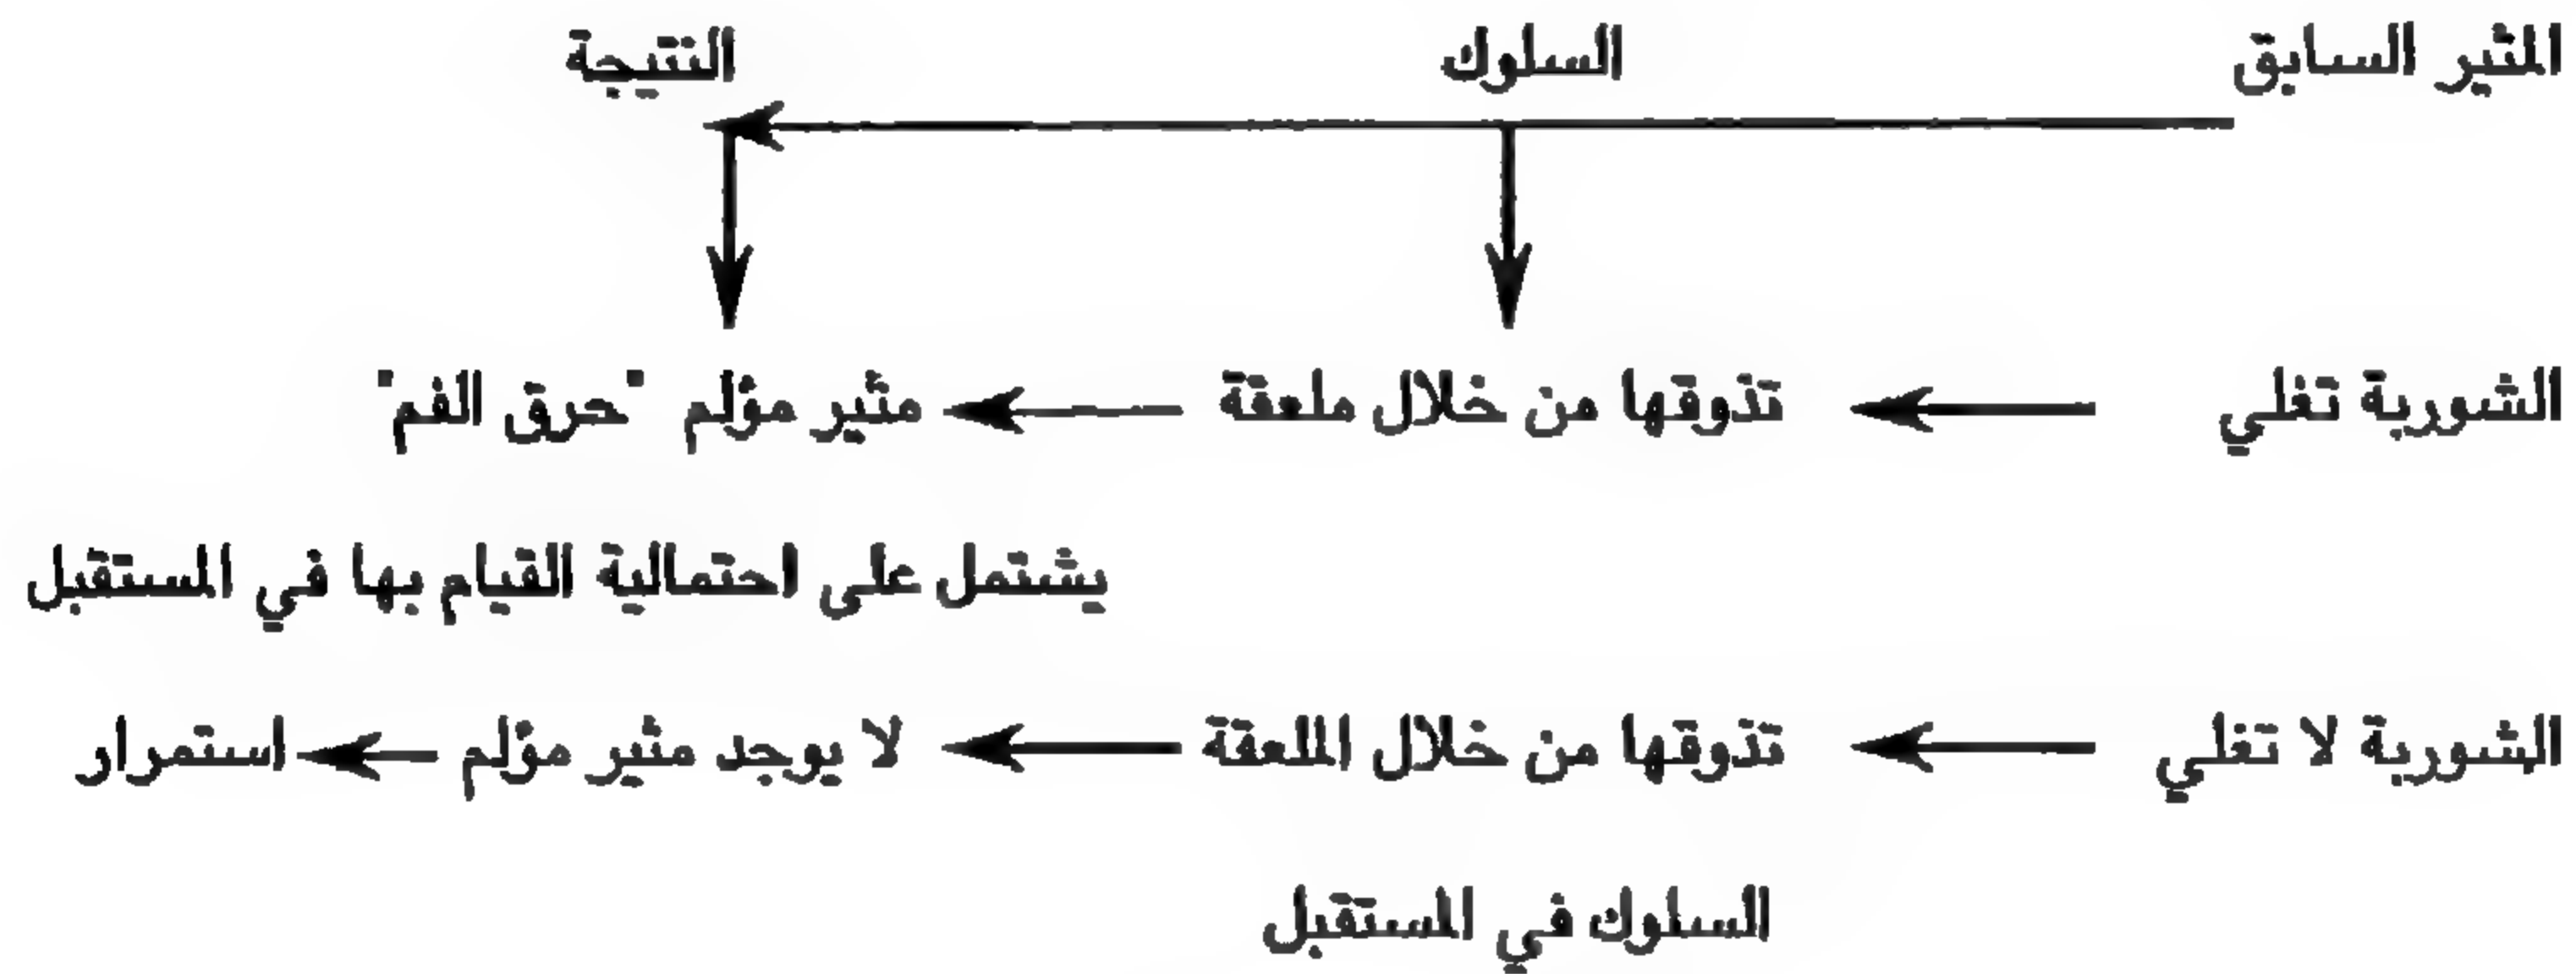 المثير السابق السلوك النتيجة
الشوربة تغلي تذوقها من خلال ملعقة مثير مؤلم "حرق الفم"
يشتمل على احتمالية القيام بها في المستقبل
الشوربة لا تغلي تذوقها من خلال الملعقة لا يوجد مثير مؤلم استمرار
السلوك في المستقبل